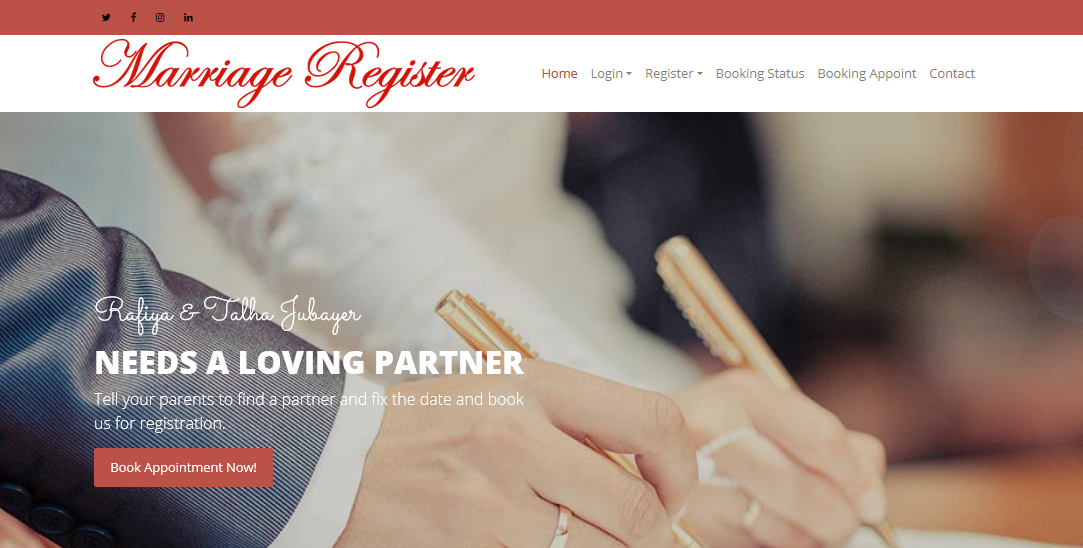 Marriage Register
Home Login Register Booking Status Booking Appoint Contact
Rafiya & Talha Jubayer
NEEDS A LOVING PARTNER
Tell your parents to find a partner and fix the date and book
us for registration.
Book Appointment Now!